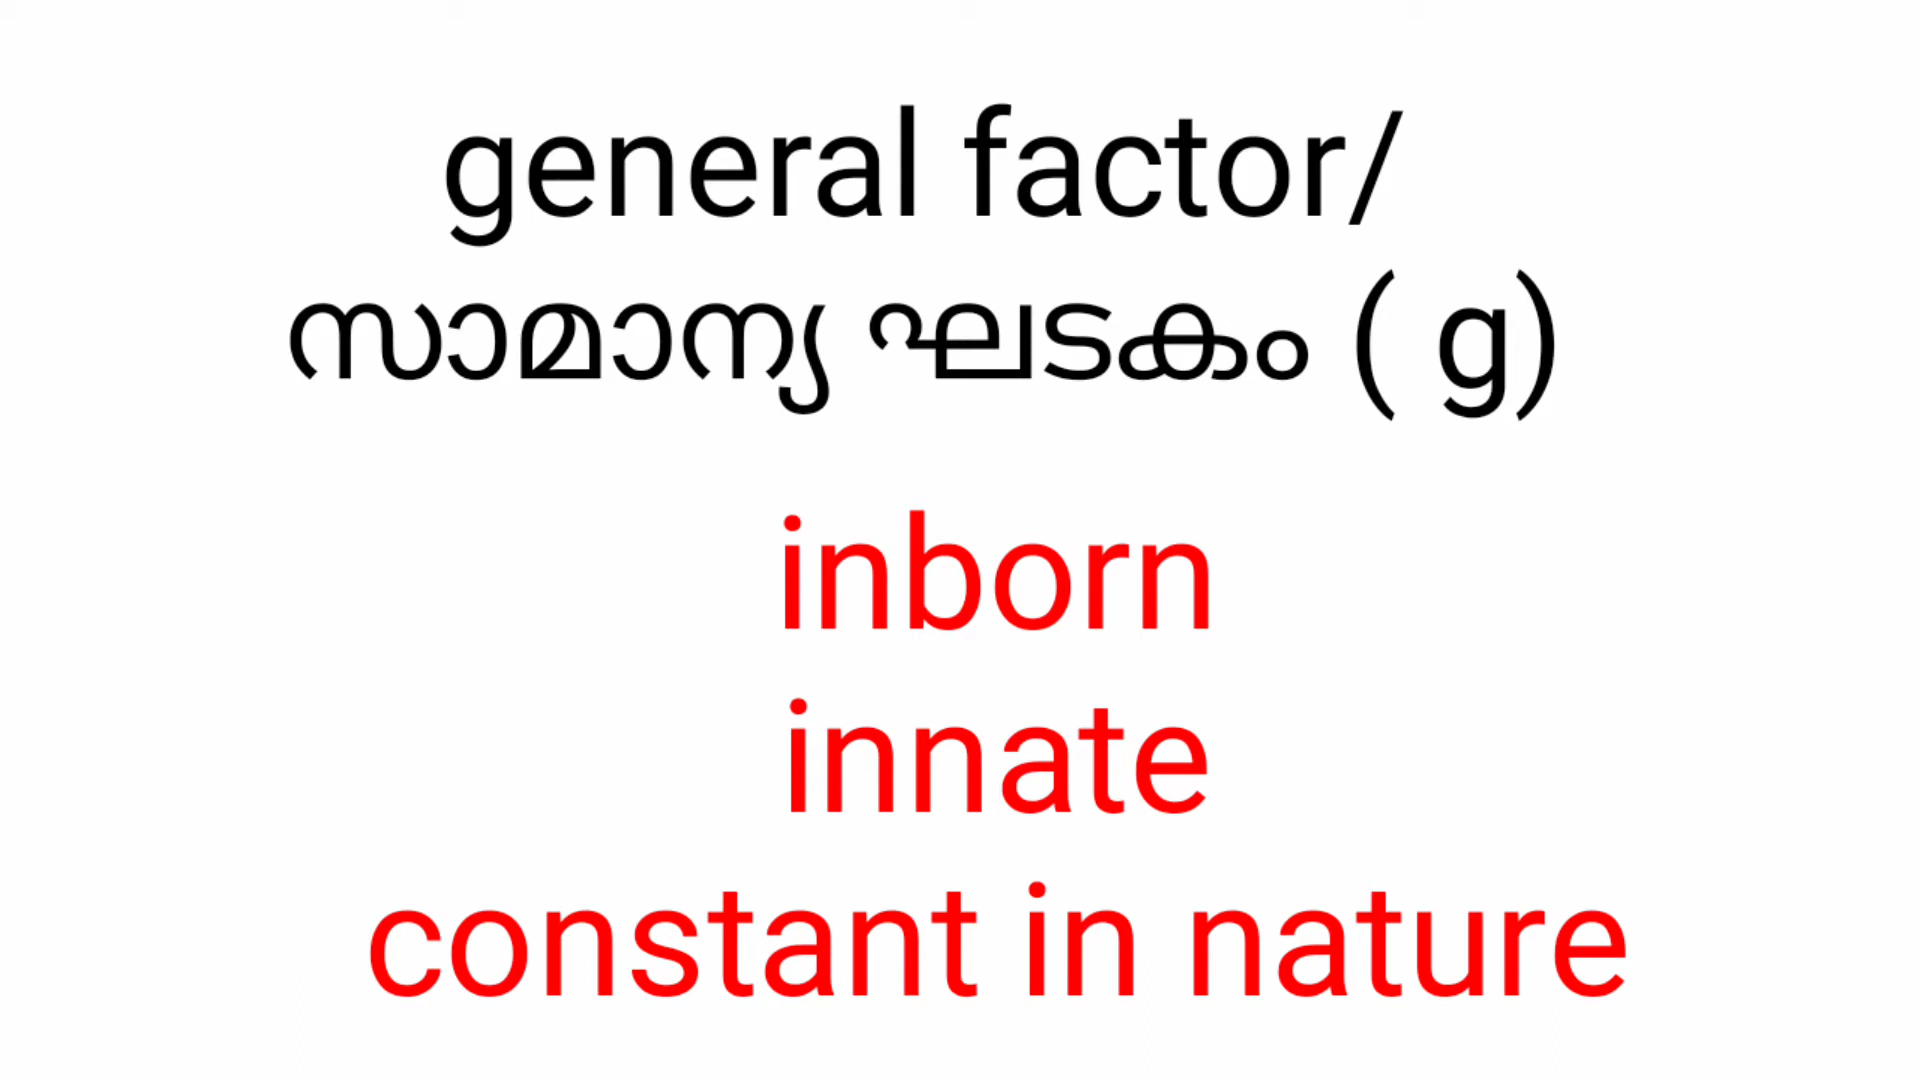 general factor/
സാമാന്യ ഘടകം ( g)
inborn
innate
constant in nature